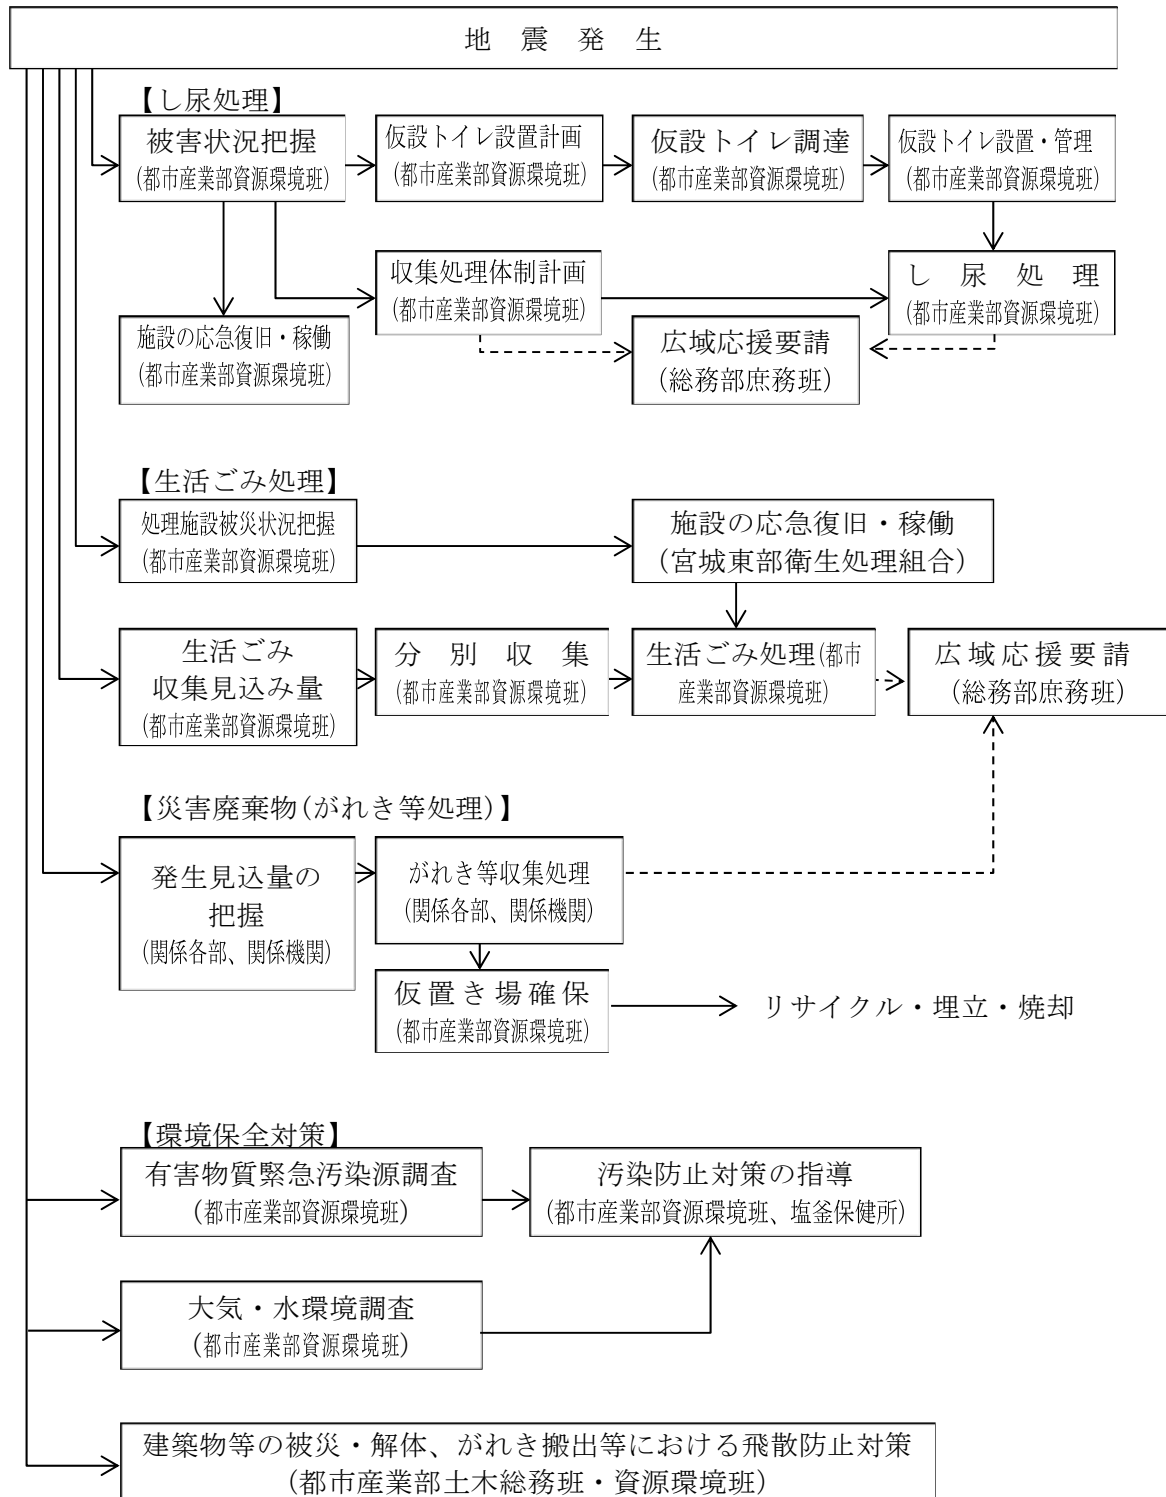 地　震　発　生
【し尿処理】
被害状況把握
(都市産業部資源環境班)
仮設トイレ設置計画
(都市産業部資源環境班)
仮設トイレ調達
(都市産業部資源環境班)
仮設トイレ設置・管理
(都市産業部資源環境班)
収集処理体制計画
(都市産業部資源環境班)
し　尿　処　理
(都市産業部資源環境班)
施設の応急復旧・稼働
(都市産業部資源環境班)
広域応援要請
(総務部庶務班)
【生活ごみ処理】
処理施設被災状況把握
(都市産業部資源環境班)
施設の応急復旧・稼働
(宮城東部衛生処理組合)
生活ごみ
収集見込み量
(都市産業部資源環境班)
分　別　収　集
(都市産業部資源環境班)
生活ごみ処理(都市
産業部資源環境班)
広域応援要請
(総務部庶務班)
【災害廃棄物(がれき等処理)】
発生見込量の
把握
(関係各部、関係機関)
がれき等収集処理
(関係各部、関係機関)
仮置き場確保
(都市産業部資源環境班)
リサイクル・埋立・焼却
【環境保全対策】
有害物質緊急汚染源調査
(都市産業部資源環境班)
汚染防止対策の指導
(都市産業部資源環境班、塩釜保健所)
大気・水環境調査
(都市産業部資源環境班)
建築物等の被災・解体、がれき搬出等における飛散防止対策
(都市産業部土木総務班・資源環境班)